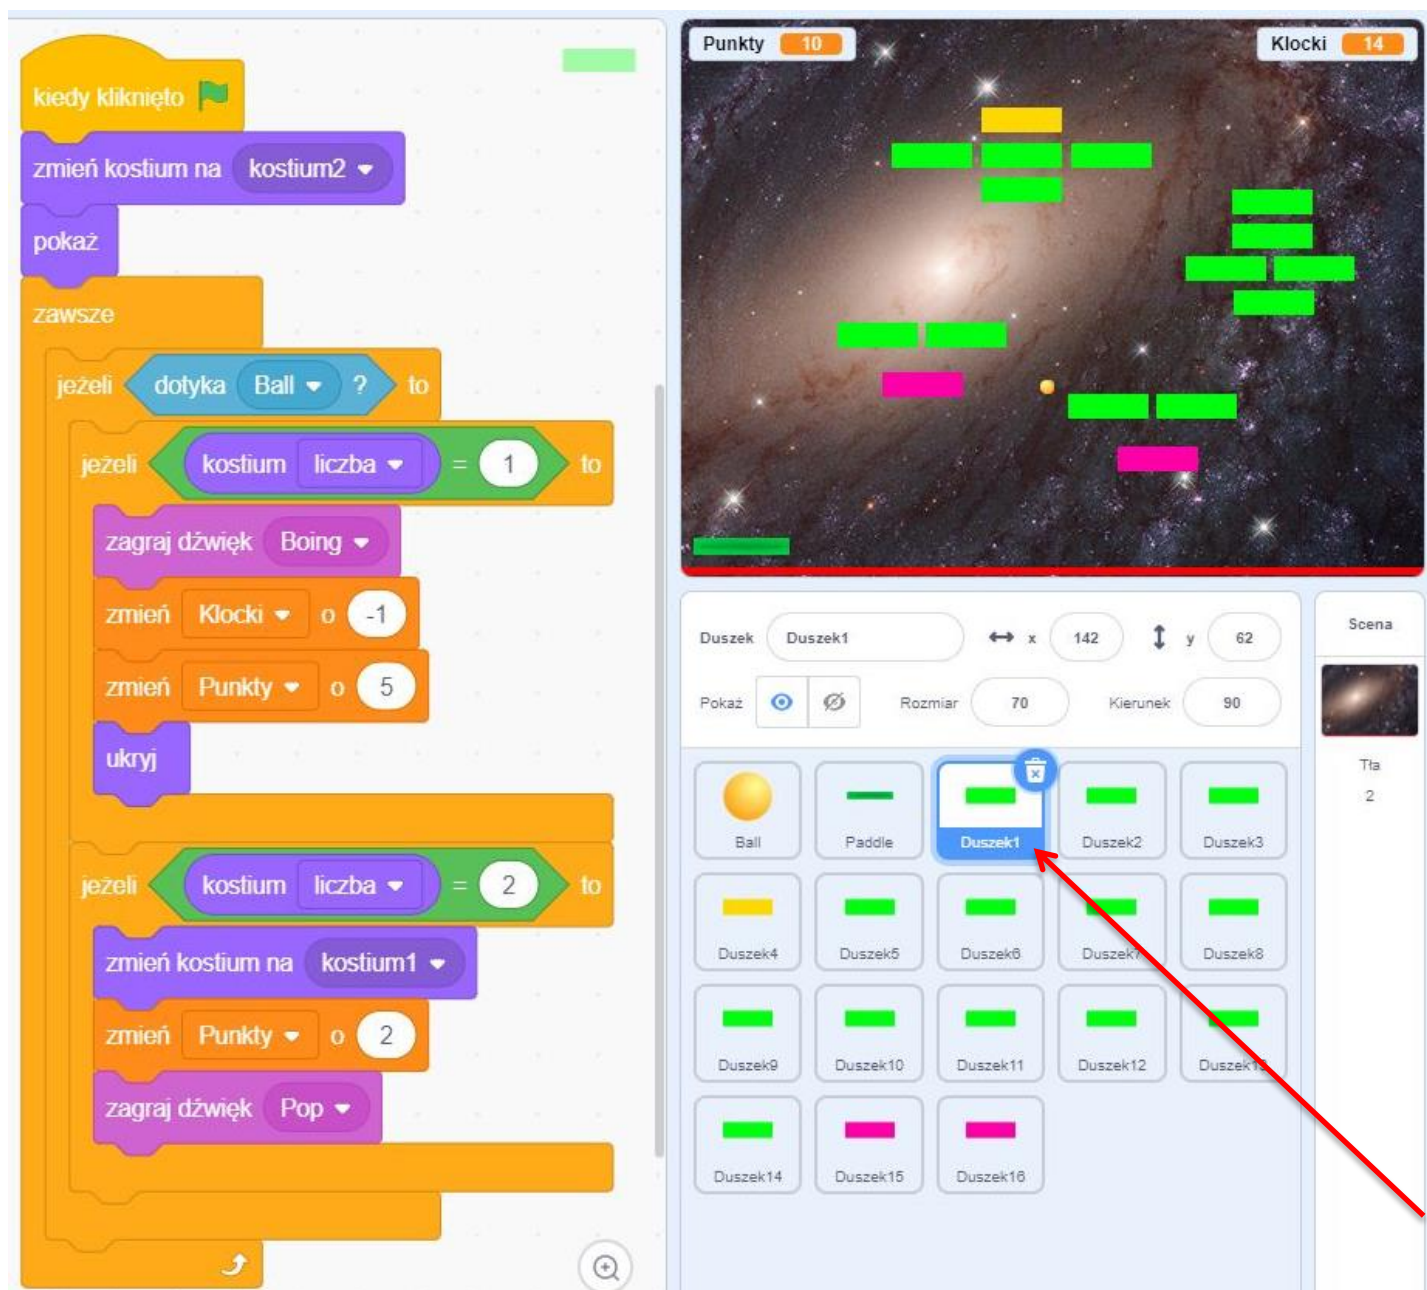 kiedy kliknięto
zmień kostium na kostium2
pokaż
zawsze
jeżeli dotyka Ball ? to
jeżeli kostium liczba = 1 to
zagraj dźwięk Boing
zmień Klocki o -1
zmień Punkty o 5
ukryj
jeżeli kostium liczba = 2 to
zmień kostium na kostium1
zmień Punkty o 2
zagraj dźwięk Pop
Punkty 10
Klocki 14
Duszek Duszek1 x 142 y 62
Pokaż Rozmiar 70 Kierunek 90
Ball Paddle Duszek1 Duszek2 Duszek3
Duszek4 Duszek5 Duszek6 Duszek7 Duszek8
Duszek9 Duszek10 Duszek11 Duszek12 Duszek13
Duszek14 Duszek15 Duszek16
Scena
Tła
2